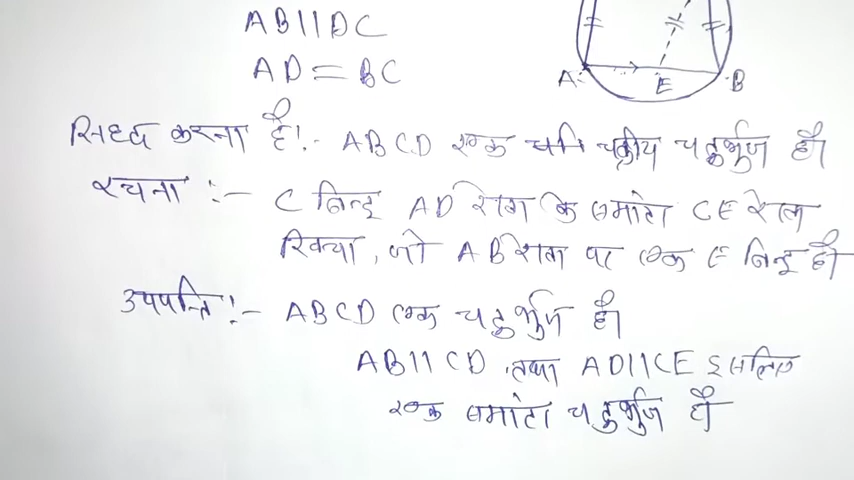 AB||DC
AD = BC
A E B
सिध्द करना है:- ABCD एक चक्रीय चतुर्भुज है।
रचना :- C बिन्दू AD के समांतर CE
जो AB पर एक E बिन्दू है।
उपपत्ति :- ABCD एक चतुर्भुज है।
AB||CD तथा AD||CE इसलिए
एक समांतर चतुर्भुज है